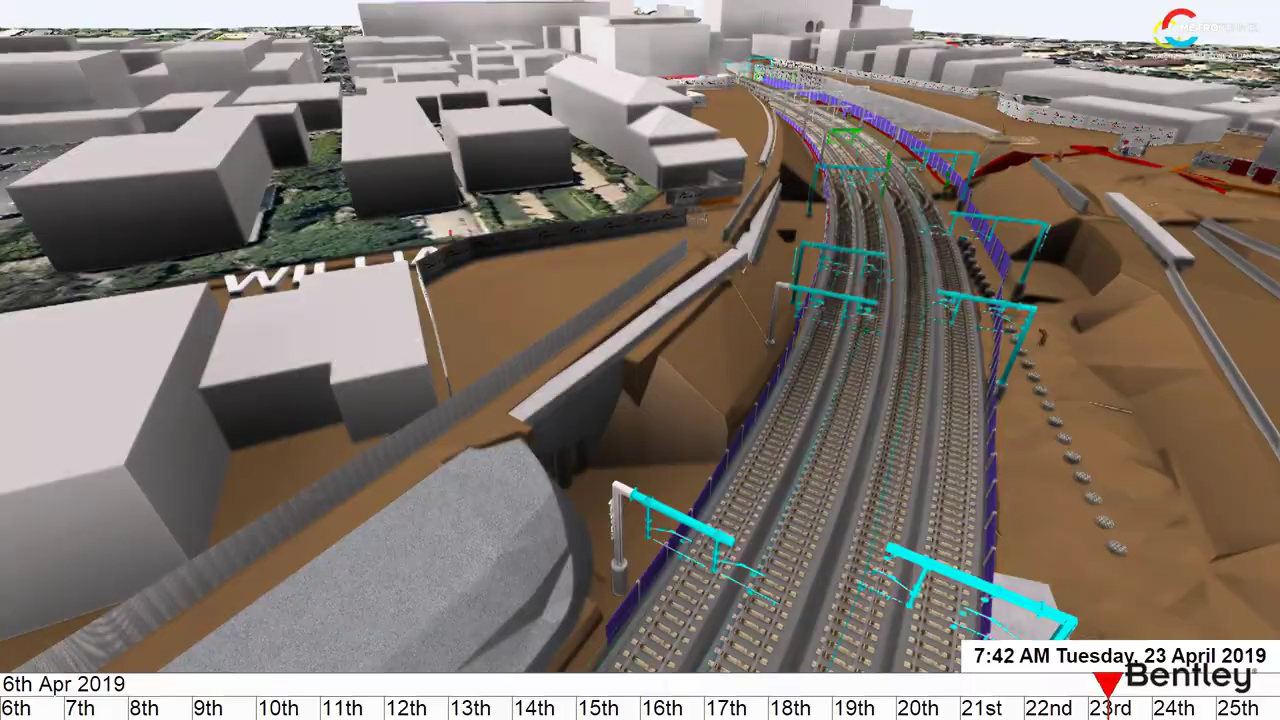 METROTUNNEL
7:42 AM Tuesday, 23 April 2019
6th Apr 2019
Bentley
6th 7th 8th 9th 10th 11th 12th 13th 14th 15th 16th 17th 18th 19th 20th 21st 22nd 23rd 24th 25th